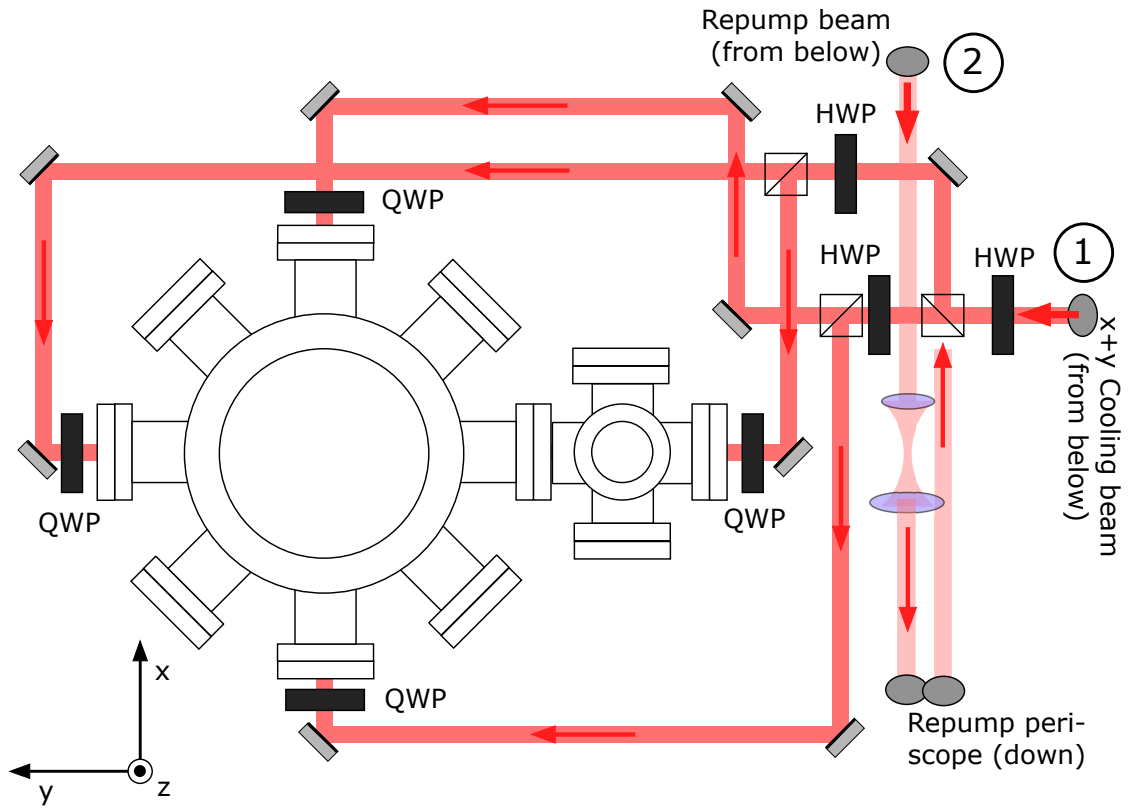 Repump beam
(from below)
2
HWP
QWP
1
HWP
HWP
x+y Cooling beam
(from below)
QWP
QWP
QWP
Repump peri-
scope (down)
x
y
z